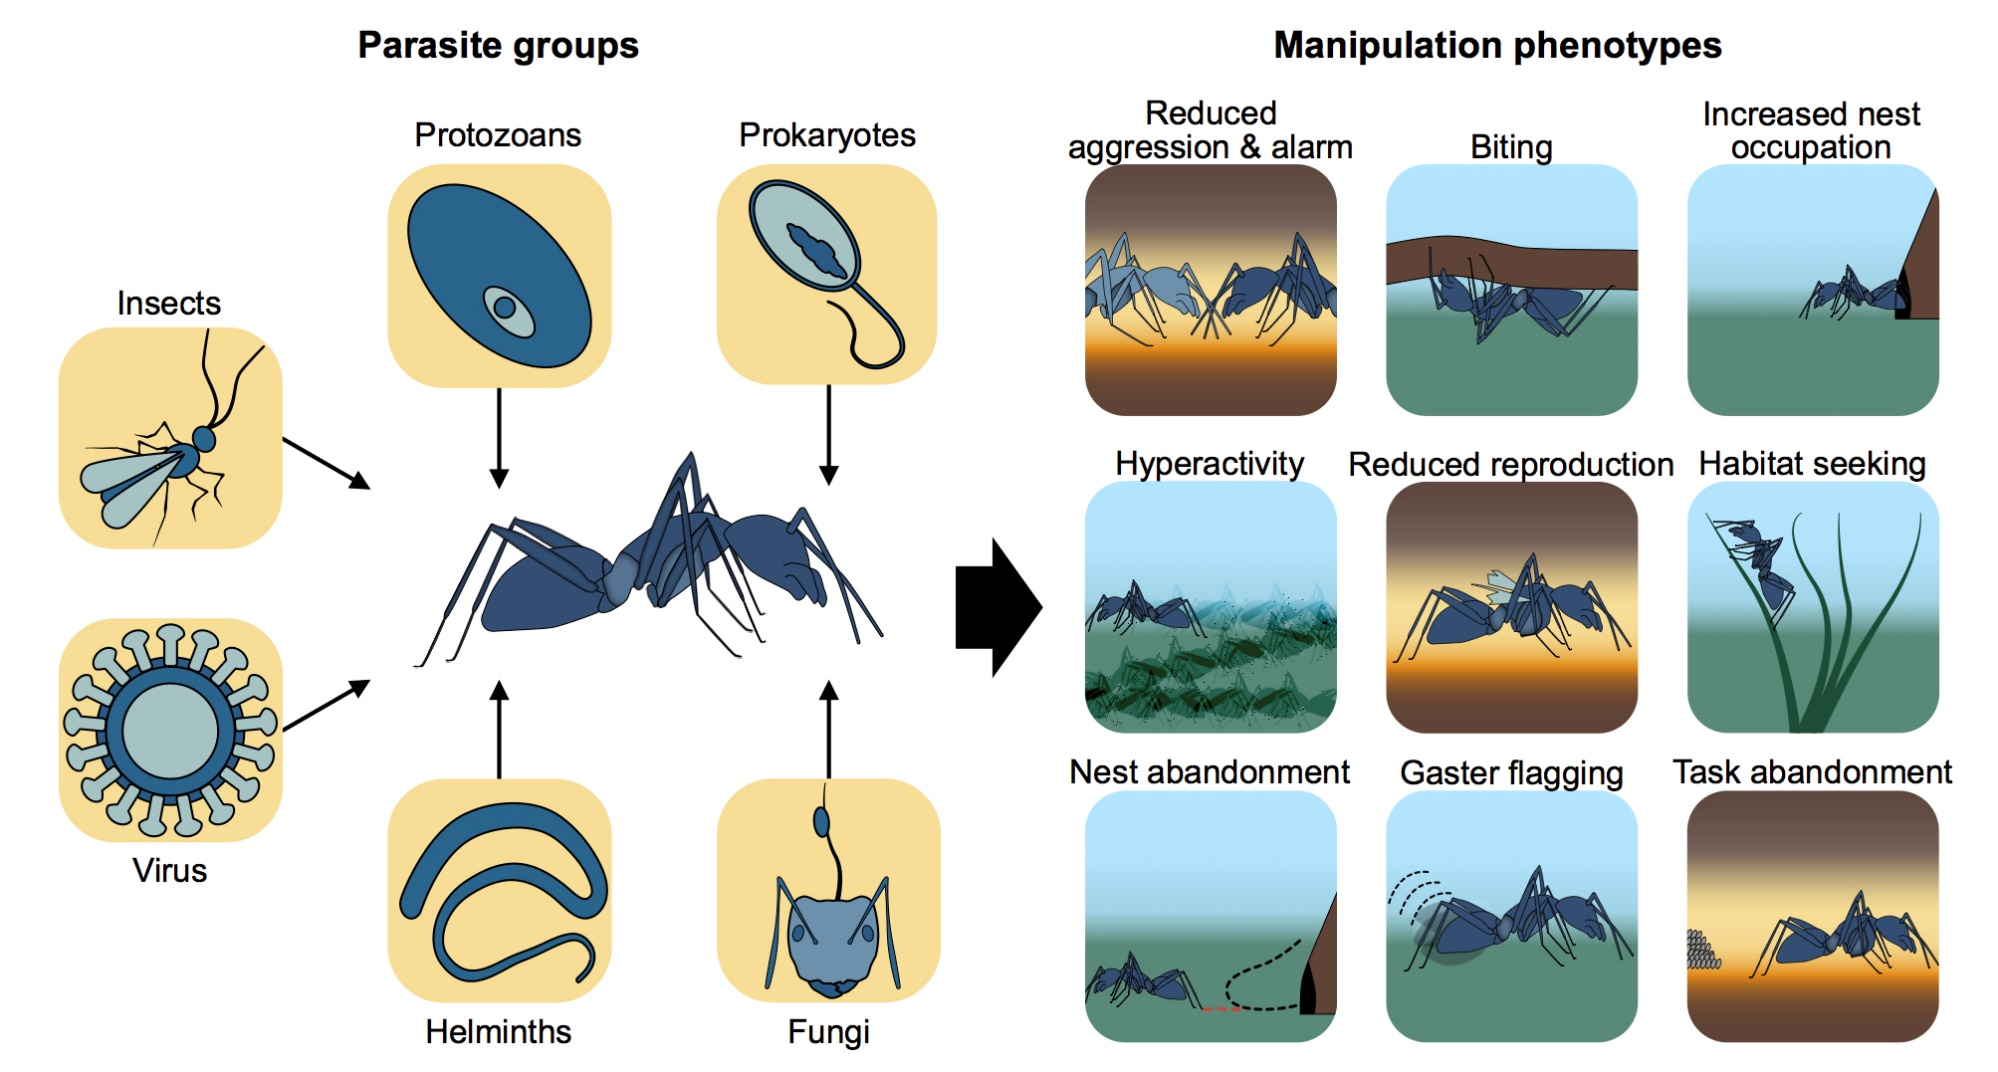 Parasite groups
Manipulation phenotypes
Protozoans
Prokaryotes
Insects
Virus
Helminths
Fungi
Reduced
aggression & alarm
Biting
Increased nest
occupation
Hyperactivity
Reduced reproduction
Habitat seeking
Nest abandonment
Gaster flagging
Task abandonment